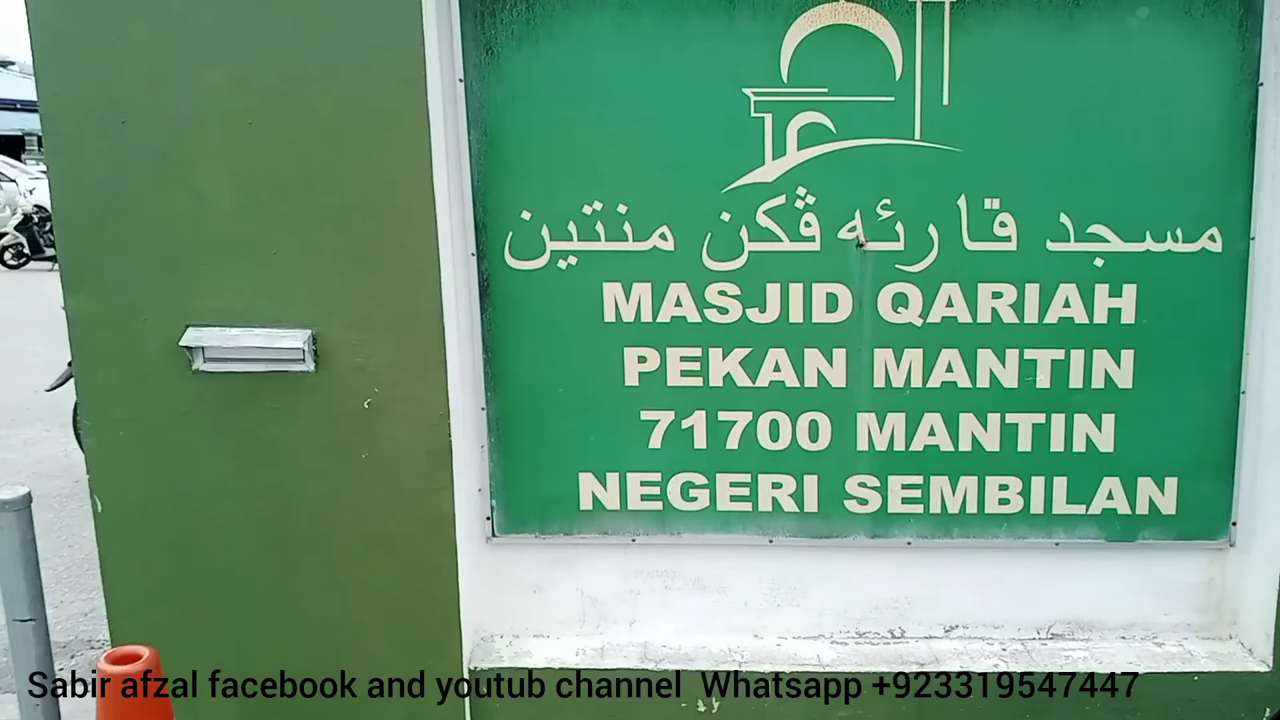 مسجد قارئه ڤكن منتين
MASJID QARIAH
PEKAN MANTIN
71700 MANTIN
NEGERI SEMBILAN
Sabir afzal facebook and youtub channel Whatsapp +923319547447